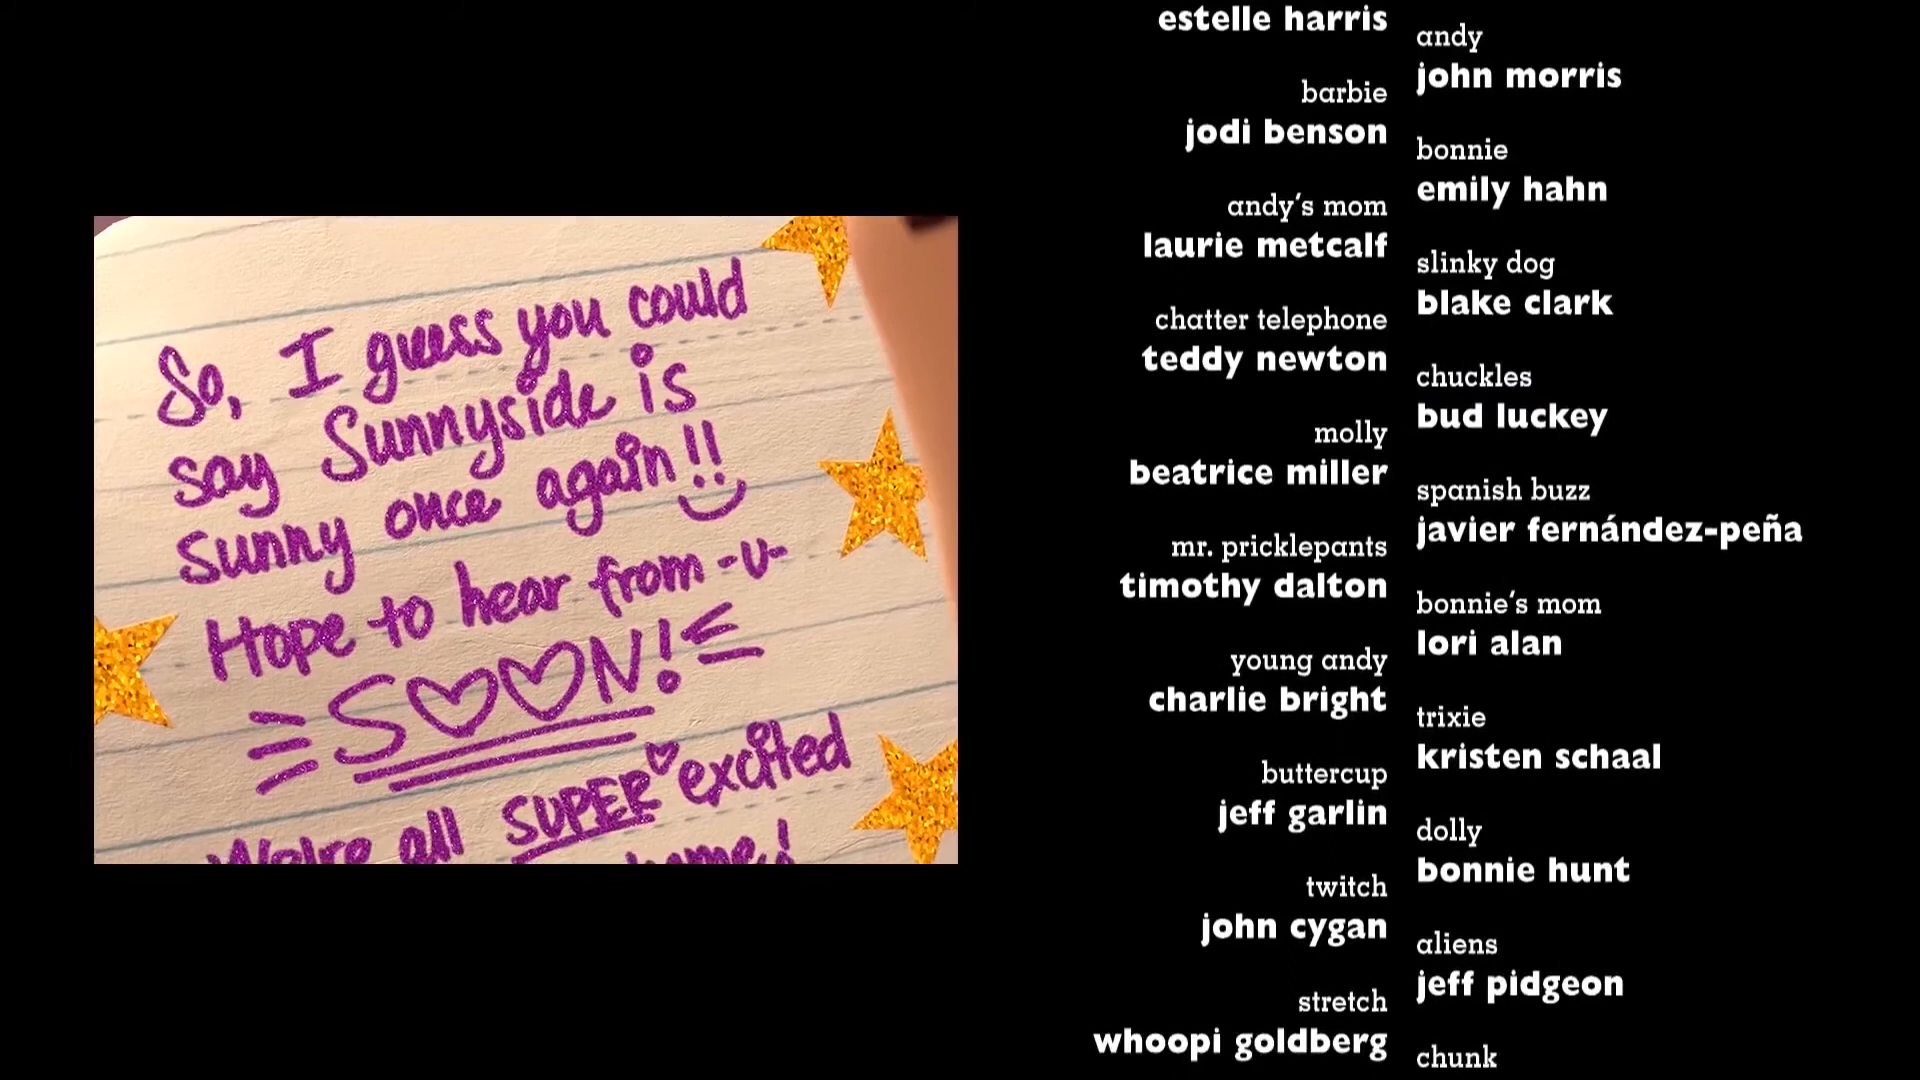 So, I guess you could
say Sunnyside is
sunny once again!!
Hope to hear from -u-
SOON!
We're all SUPER excited
home!
estelle harris
barbie
jodi benson
andy's mom
laurie metcalf
chatter telephone
teddy newton
molly
beatrice miller
mr. pricklepants
timothy dalton
young andy
charlie bright
buttercup
jeff garlin
twitch
john cygan
stretch
whoopi goldberg
andy
john morris
bonnie
emily hahn
slinky dog
blake clark
chuckles
bud luckey
spanish buzz
javier fernández-peña
bonnie's mom
lori alan
trixie
kristen schaal
dolly
bonnie hunt
aliens
jeff pidgeon
chunk